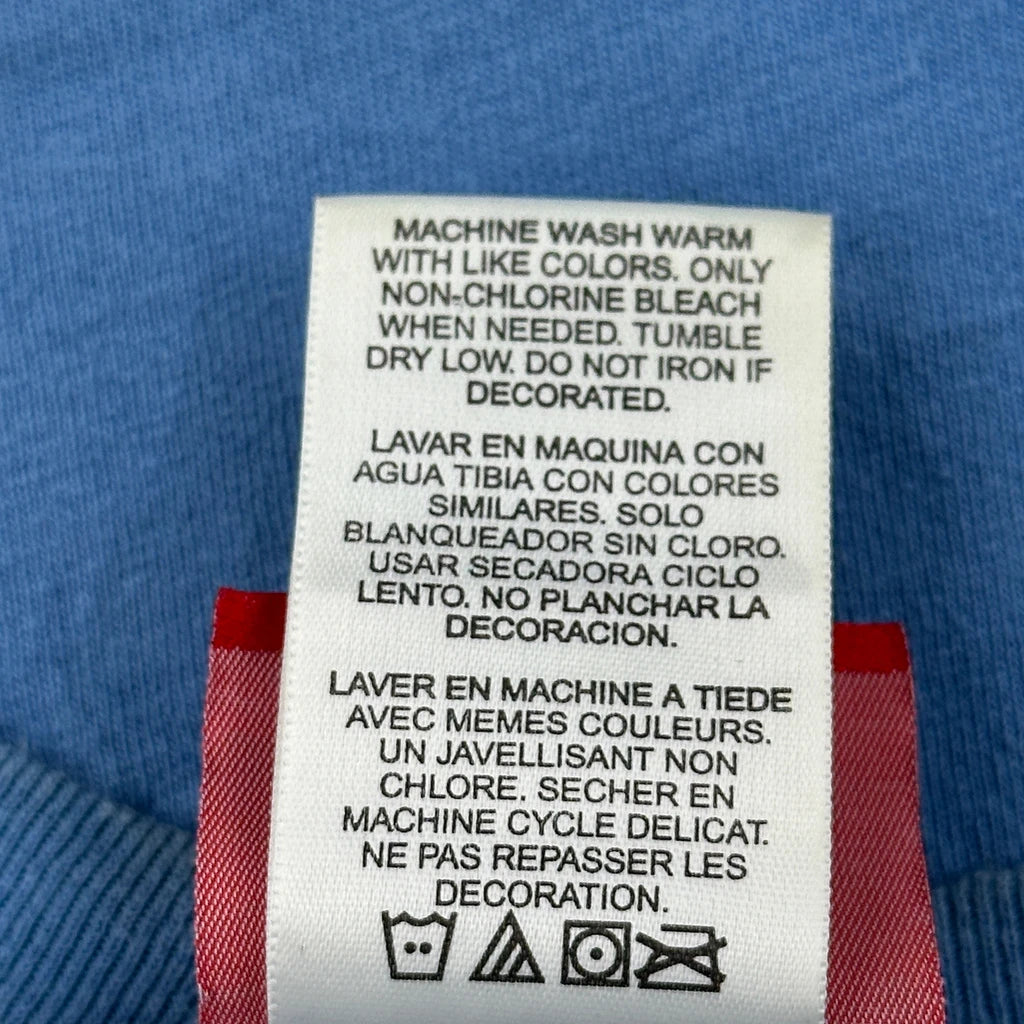 MACHINE WASH WARM
WITH LIKE COLORS. ONLY
NON-CHLORINE BLEACH
WHEN NEEDED. TUMBLE
DRY LOW. DO NOT IRON IF
DECORATED.
LAVAR EN MAQUINA CON
AGUA TIBIA CON COLORES
SIMILARES. SOLO
BLANQUEADOR SIN CLORO.
USAR SECADORA CICLO
LENTO. NO PLANCHAR LA
DECORACION.
LAVER EN MACHINE A TIEDE
AVEC MEMES COULEURS.
UN JAVELLISANT NON
CHLORE. SECHER EN
MACHINE CYCLE DELICAT.
NE PAS REPASSER LES
DECORATION.